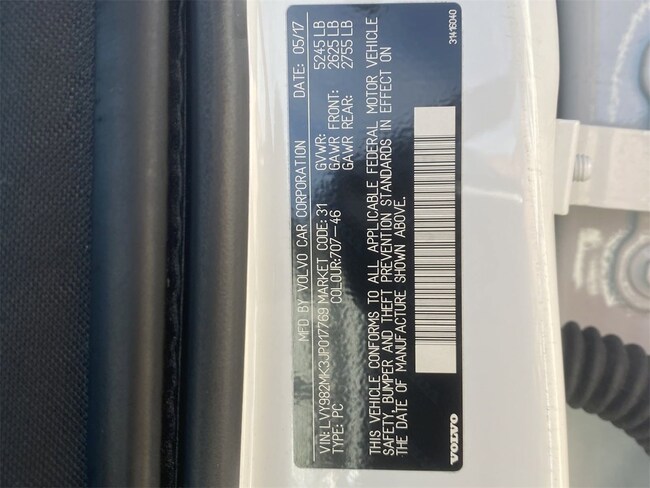 MFD BY VOLVO CAR CORPORATION DATE: 05/17
VIN:LVY982MK3JP017769 MARKET CODE: 31 GVWR: 5245 LB
TYPE: PC COLOUR:707-46 GAWR FRONT: 2625 LB
GAWR REAR: 2755 LB
THIS VEHICLE CONFORMS TO ALL APPLICABLE FEDERAL MOTOR VEHICLE
SAFETY, BUMPER AND THEFT PREVENTION STANDARDS IN EFFECT ON
THE DATE OF MANUFACTURE SHOWN ABOVE.
VOLVO 31416040